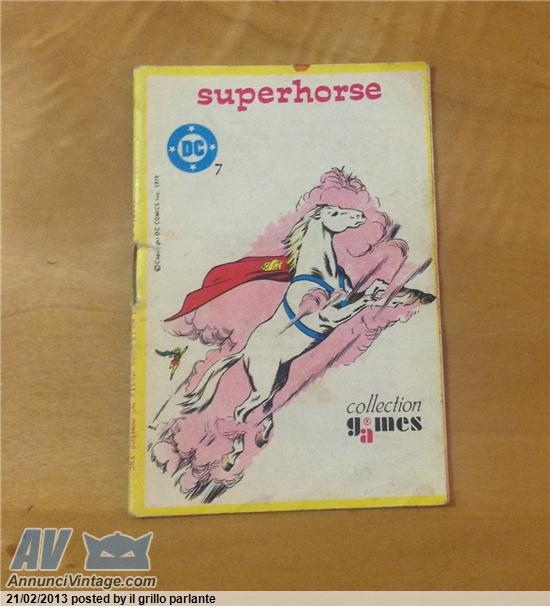 superhorse
DC
7
©Copyright DC COMICS Inc. 1979
collection
games
®
AV
AnnunciVintage.com
21/02/2013 posted by il grillo parlante